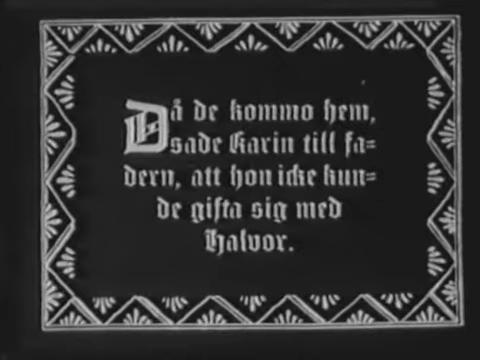 Då de kommo hem,
sade Karin till fa=
dern, att hon icke kun=
de gifta sig med
Halvor.